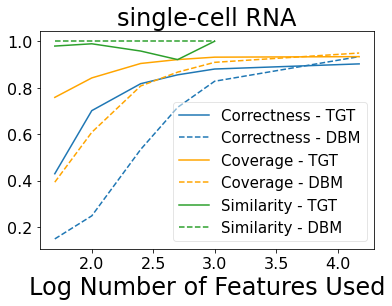 single-cell RNA
1.0
0.8
0.6
0.4
0.2
Correctness - TGT
Correctness - DBM
Coverage - TGT
Coverage - DBM
Similarity - TGT
Similarity - DBM
2.0 2.5 3.0 3.5 4.0
Log Number of Features Used